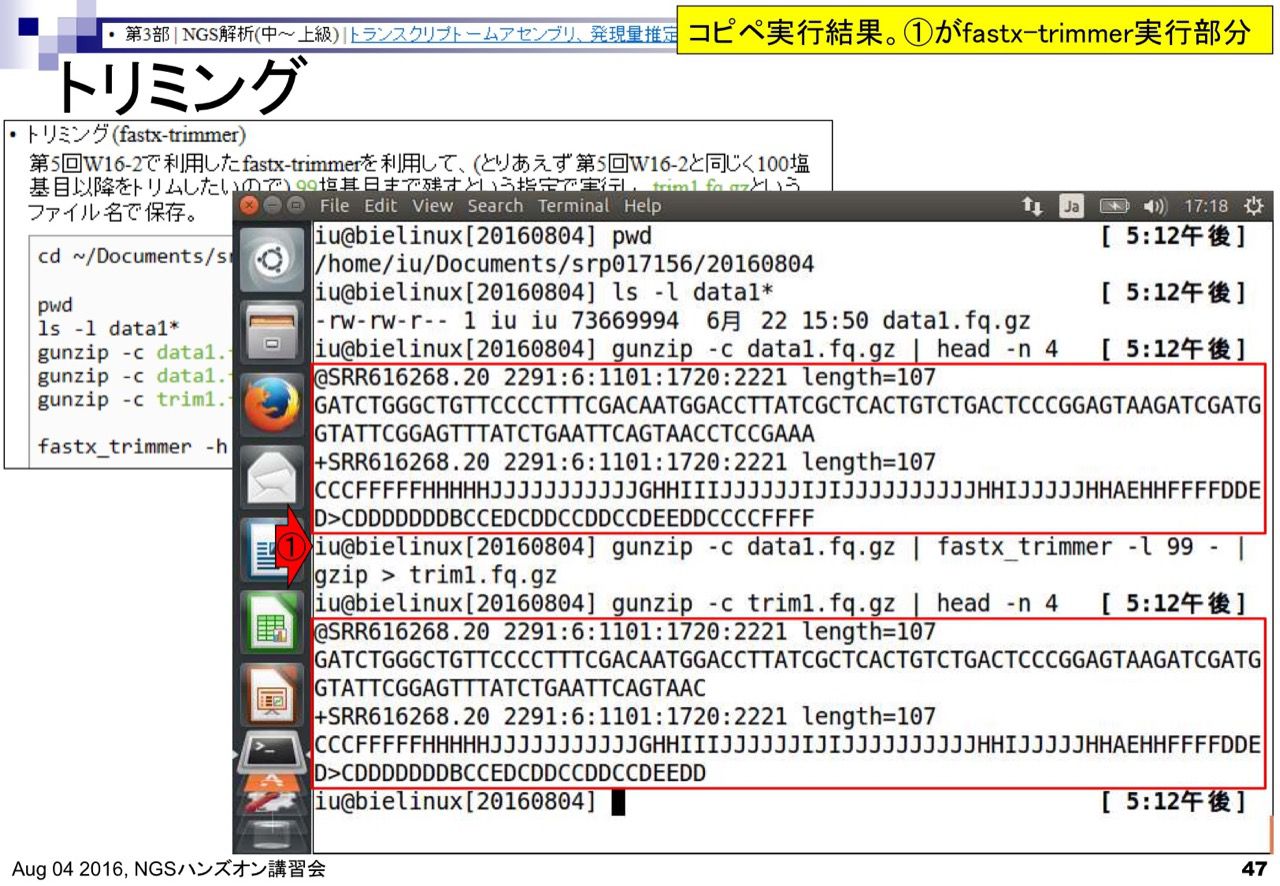 • 第3部 | NGS解析(中～上級) | トランスクリプトームアセンブリ、発現量推定
コピペ実行結果。①がfastx-trimmer実行部分
トリミング
• トリミング(fastx-trimmer)
第5回W16-2で利用したfastx-trimmerを利用して、(とりあえず第5回W16-2と同じく100塩
基目以降をトリムしたいので) 99塩基目まで残すという指定で実行し、trim1.fq.gzという
ファイル名で保存。
cd ~/Documents/sr
pwd
ls -l data1*
gunzip -c data1.
gunzip -c data1.
gunzip -c trim1.
fastx_trimmer -h
File Edit View Search Terminal Help Ja 17:18
iu@bielinux[20160804] pwd [ 5:12午後]
/home/iu/Documents/srp017156/20160804
iu@bielinux[20160804] ls -l data1* [ 5:12午後]
-rw-rw-r-- 1 iu iu 73669994 6月 22 15:50 data1.fq.gz
iu@bielinux[20160804] gunzip -c data1.fq.gz | head -n 4 [ 5:12午後]
@SRR616268.20 2291:6:1101:1720:2221 length=107
GATCTGGGCTGTTCCCCTTTCGACAATGGACCTTATCGCTCACTGTCTGACTCCCGGAGTAAGATCGATG
GTATTCGGAGTTTATCTGAATTCAGTAACCTCCGAAA
+SRR616268.20 2291:6:1101:1720:2221 length=107
CCCFFFFFHHHHHJJJJJJJJJJJGHHIIIJJJJJJIJIJJJJJJJJJJHHIJJJJJHHAEHHFFFFDDE
D>CDDDDDDDBCCEDCDDCCDDCCDEEDDCCCCFFFF
①
iu@bielinux[20160804] gunzip -c data1.fq.gz | fastx_trimmer -l 99 - |
gzip > trim1.fq.gz
iu@bielinux[20160804] gunzip -c trim1.fq.gz | head -n 4 [ 5:12午後]
@SRR616268.20 2291:6:1101:1720:2221 length=107
GATCTGGGCTGTTCCCCTTTCGACAATGGACCTTATCGCTCACTGTCTGACTCCCGGAGTAAGATCGATG
GTATTCGGAGTTTATCTGAATTCAGTAAC
+SRR616268.20 2291:6:1101:1720:2221 length=107
CCCFFFFFHHHHHJJJJJJJJJJJGHHIIIJJJJJJIJIJJJJJJJJJJHHIJJJJJHHAEHHFFFFDDE
D>CDDDDDDDBCCEDCDDCCDDCCDEEDD
iu@bielinux[20160804] [ 5:12午後]
Aug 04 2016, NGSハンズオン講習会
47